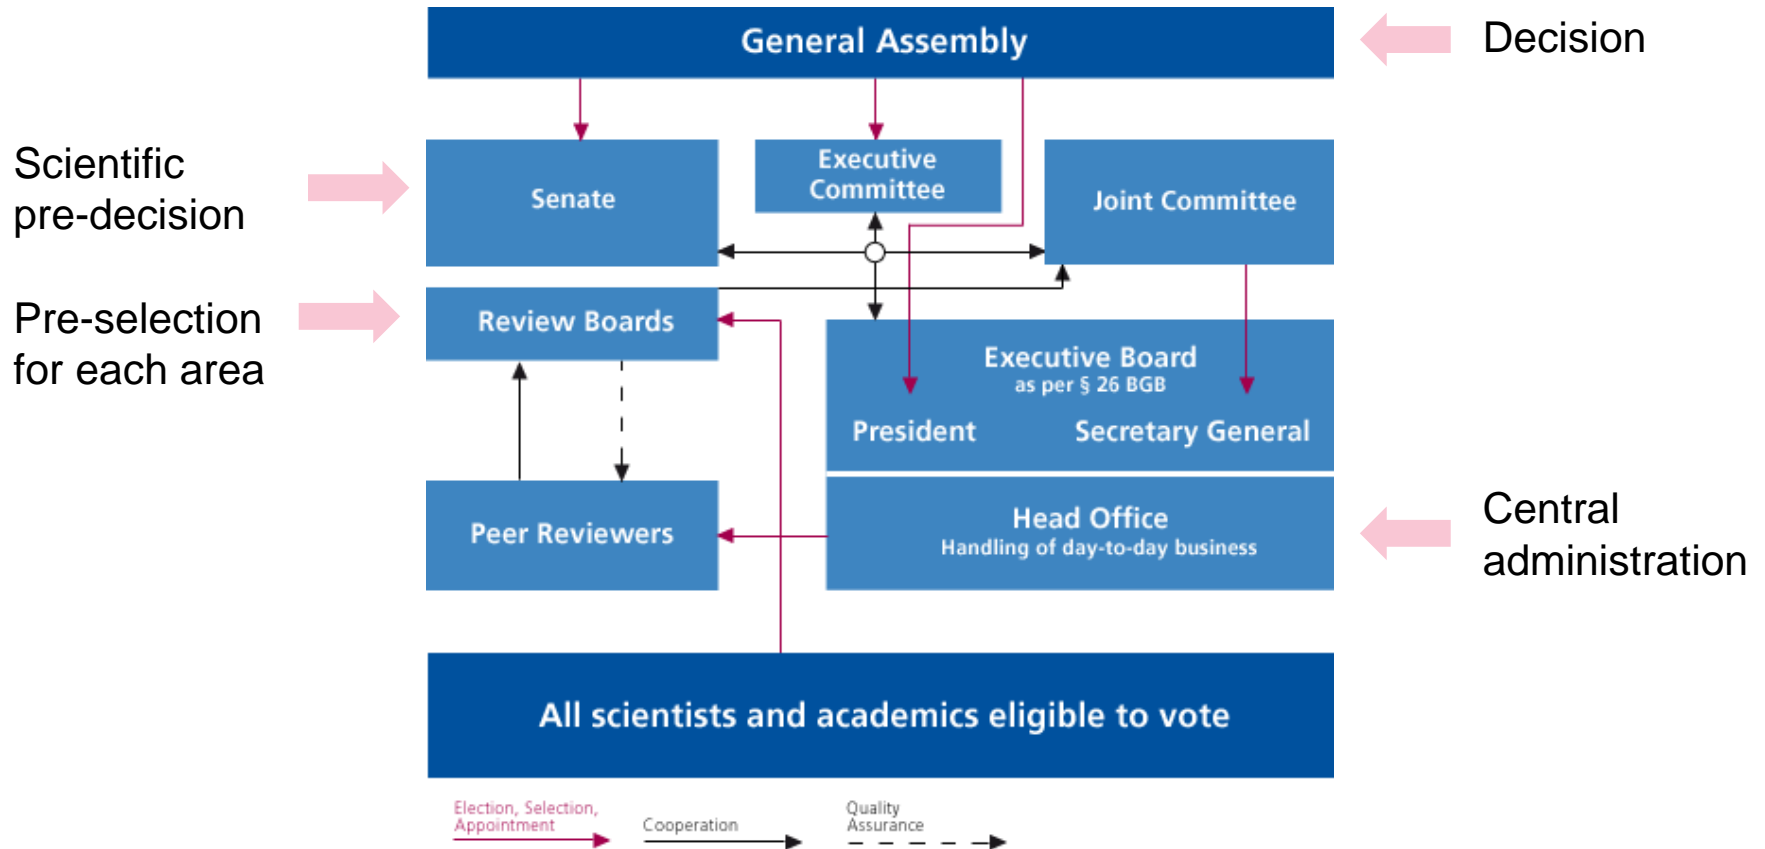 General Assembly
Decision
Scientific
pre-decision
Senate
Executive
Committee
Joint Committee
Pre-selection
for each area
Review Boards
Executive Board
as per § 26 BGB
President
Secretary General
Peer Reviewers
Head Office
Handling of day-to-day business
Central
administration
All scientists and academics eligible to vote
Election, Selection,
Appointment
Cooperation
Quality
Assurance